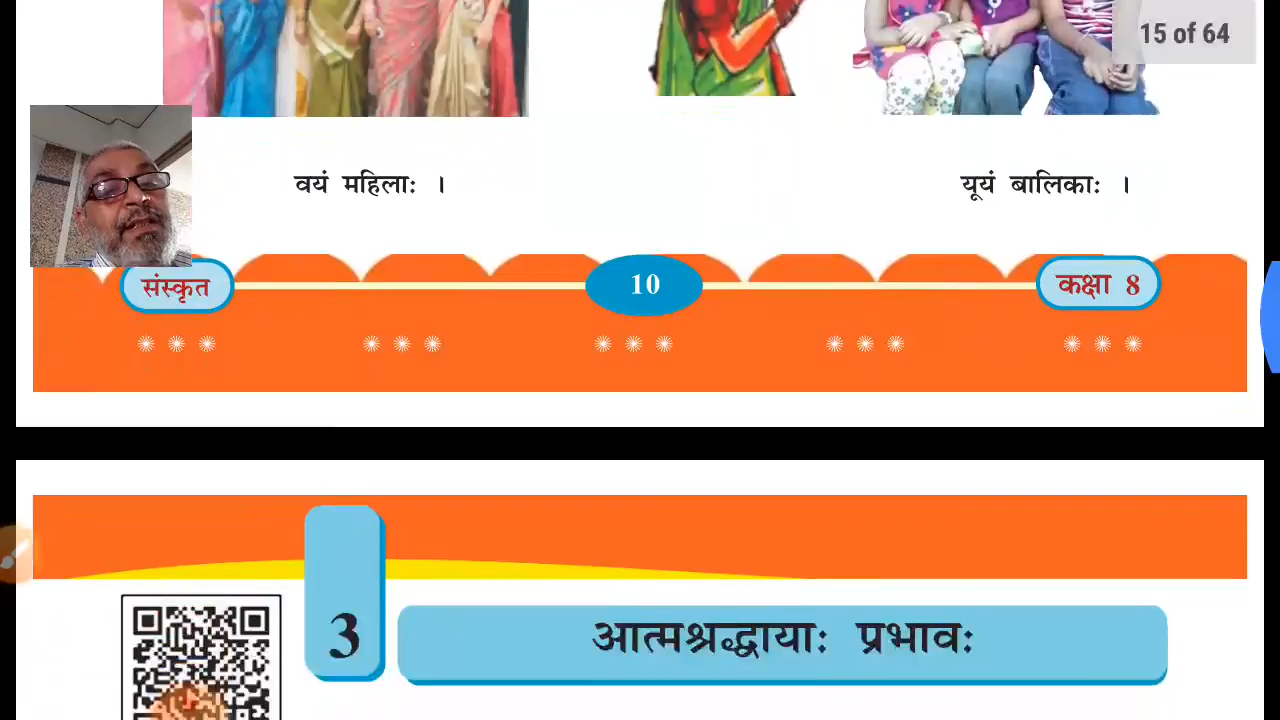 15 of 64
वयं महिलाः ।
यूयं बालिकाः ।
संस्कृत
10
कक्षा 8
3
आत्मश्रद्धायाः प्रभावः